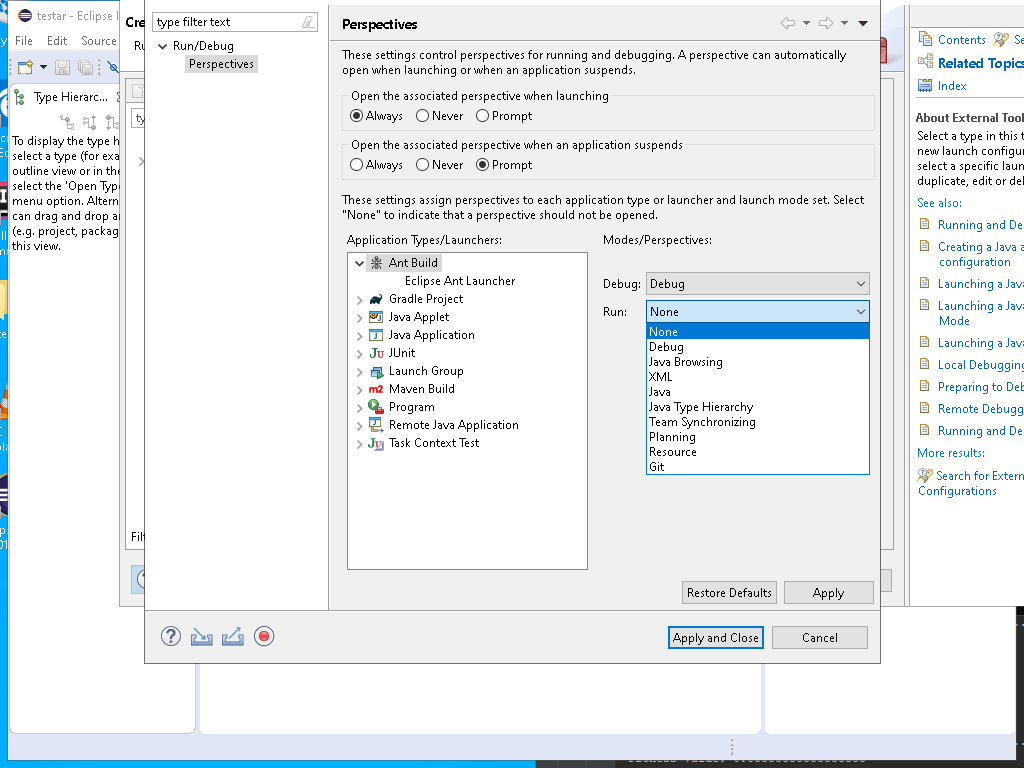 testar - Eclipse
File Edit Source
Type Hierarc...
To display the type h
select a type (for exa
outline view or in the
select the 'Open Type
menu option. Altern
can drag and drop a
(e.g. project, packag
this view.
Cre
type filter text
Run/Debug
Perspectives
Perspectives
These settings control perspectives for running and debugging. A perspective can automatically
open when launching or when an application suspends.
Open the associated perspective when launching
Always Never Prompt
Open the associated perspective when an application suspends
Always Never Prompt
These settings assign perspectives to each application type or launcher and launch mode set. Select
"None" to indicate that a perspective should not be opened.
Application Types/Launchers:
Ant Build
Eclipse Ant Launcher
Gradle Project
Java Applet
Java Application
JUnit
Launch Group
Maven Build
Program
Remote Java Application
Task Context Test
Modes/Perspectives:
Debug: Debug
Run: None
None
Debug
Java Browsing
XML
Java
Java Type Hierarchy
Team Synchronizing
Planning
Resource
Git
Restore Defaults Apply
Apply and Close Cancel
Contents Se
Related Topics
Index
About External Tool
Select a type in this t
new launch configur
select a specific laun
duplicate, edit or del
See also:
Running and De
Creating a Java a
configuration
Launching a Java
Launching a Java
Mode
Launching a Java
Local Debugging
Preparing to Deb
Remote Debugg
Running and De
More results:
Search for Extern
Configurations